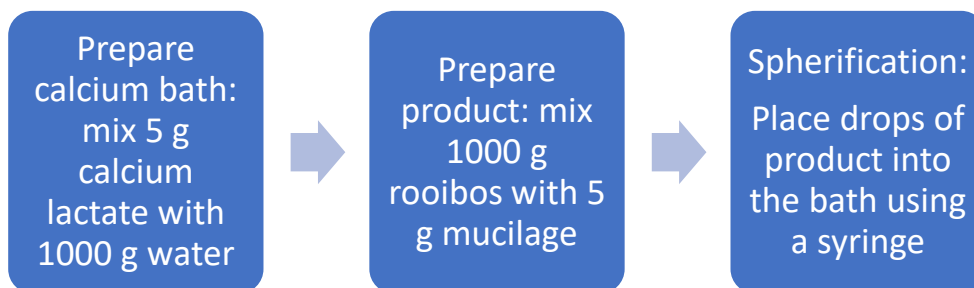 Prepare
calcium bath:
mix 5 g
calcium
lactate with
1000 g water
Prepare
product: mix
1000 g
rooibos with 5
g mucilage
Spherification:
Place drops of
product into
the bath using
a syringe